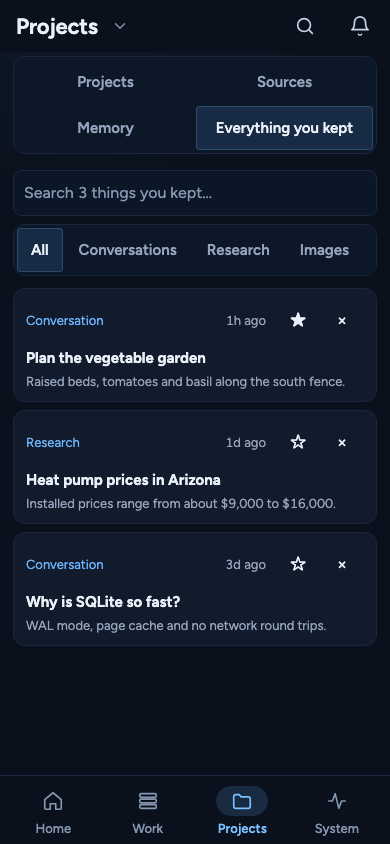 Projects
Projects
Sources
Memory
Everything you kept
Search 3 things you kept...
All
Conversations
Research
Images
Conversation
1h ago
Plan the vegetable garden
Raised beds, tomatoes and basil along the south fence.
Research
1d ago
Heat pump prices in Arizona
Installed prices range from about $9,000 to $16,000.
Conversation
3d ago
Why is SQLite so fast?
WAL mode, page cache and no network round trips.
Home
Work
Projects
System